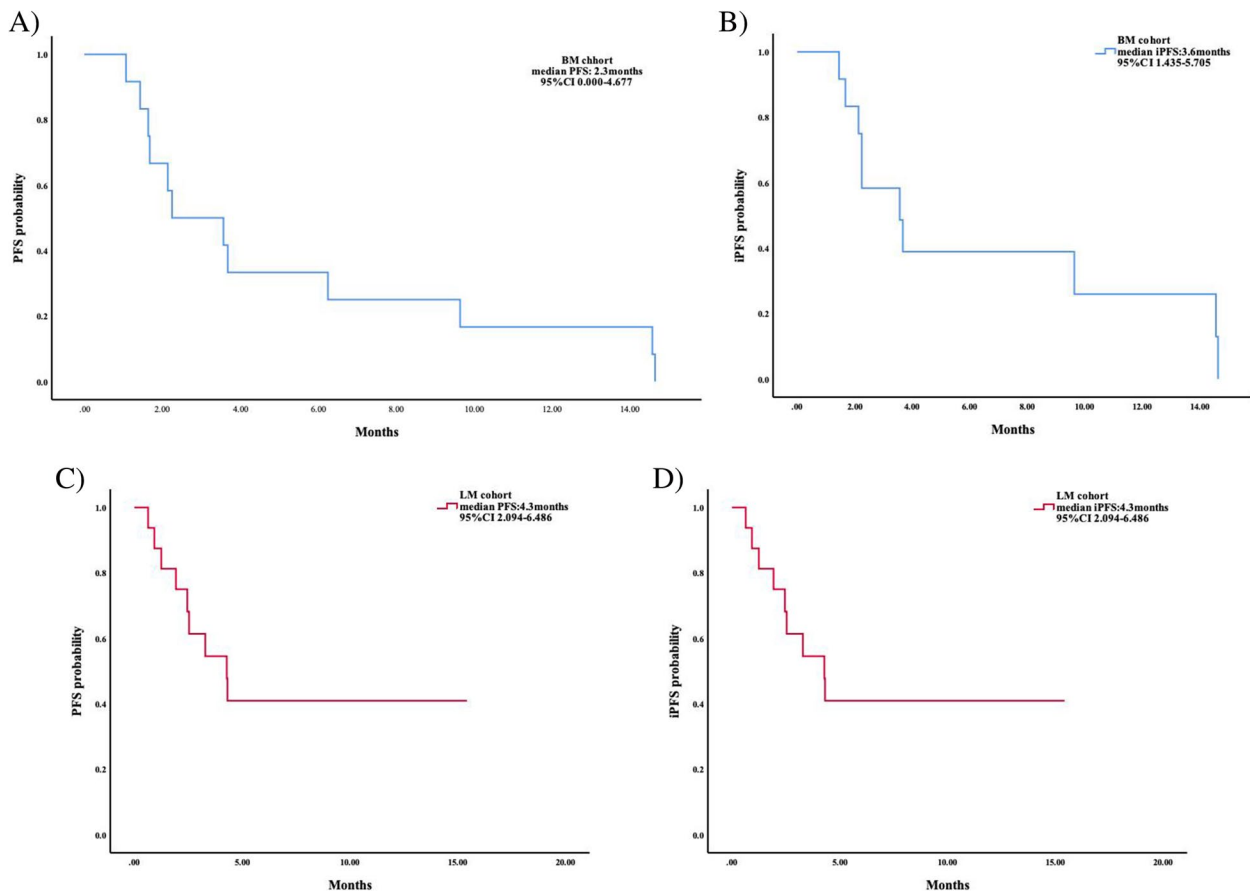 A)
BM chhort
median PFS: 2.3months
95%CI 0.000-4.677
PFS probability
1.0
0.8
0.6
0.4
0.2
0.0
.00 2.00 4.00 6.00 8.00 10.00 12.00 14.00
Months
B)
BM cohort
median iPFS:3.6months
95%CI 1.435-5.705
iPFS probability
1.0
0.8
0.6
0.4
0.2
0.0
.00 2.00 4.00 6.00 8.00 10.00 12.00 14.00
Months
C)
LM cohort
median PFS:4.3months
95%CI 2.094-6.486
PFS probability
1.0
0.8
0.6
0.4
0.2
0.0
.00 5.00 10.00 15.00 20.00
Months
D)
LM cohort
median iPFS:4.3months
95%CI 2.094-6.486
iPFS probability
1.0
0.8
0.6
0.4
0.2
0.0
.00 5.00 10.00 15.00 20.00
Months